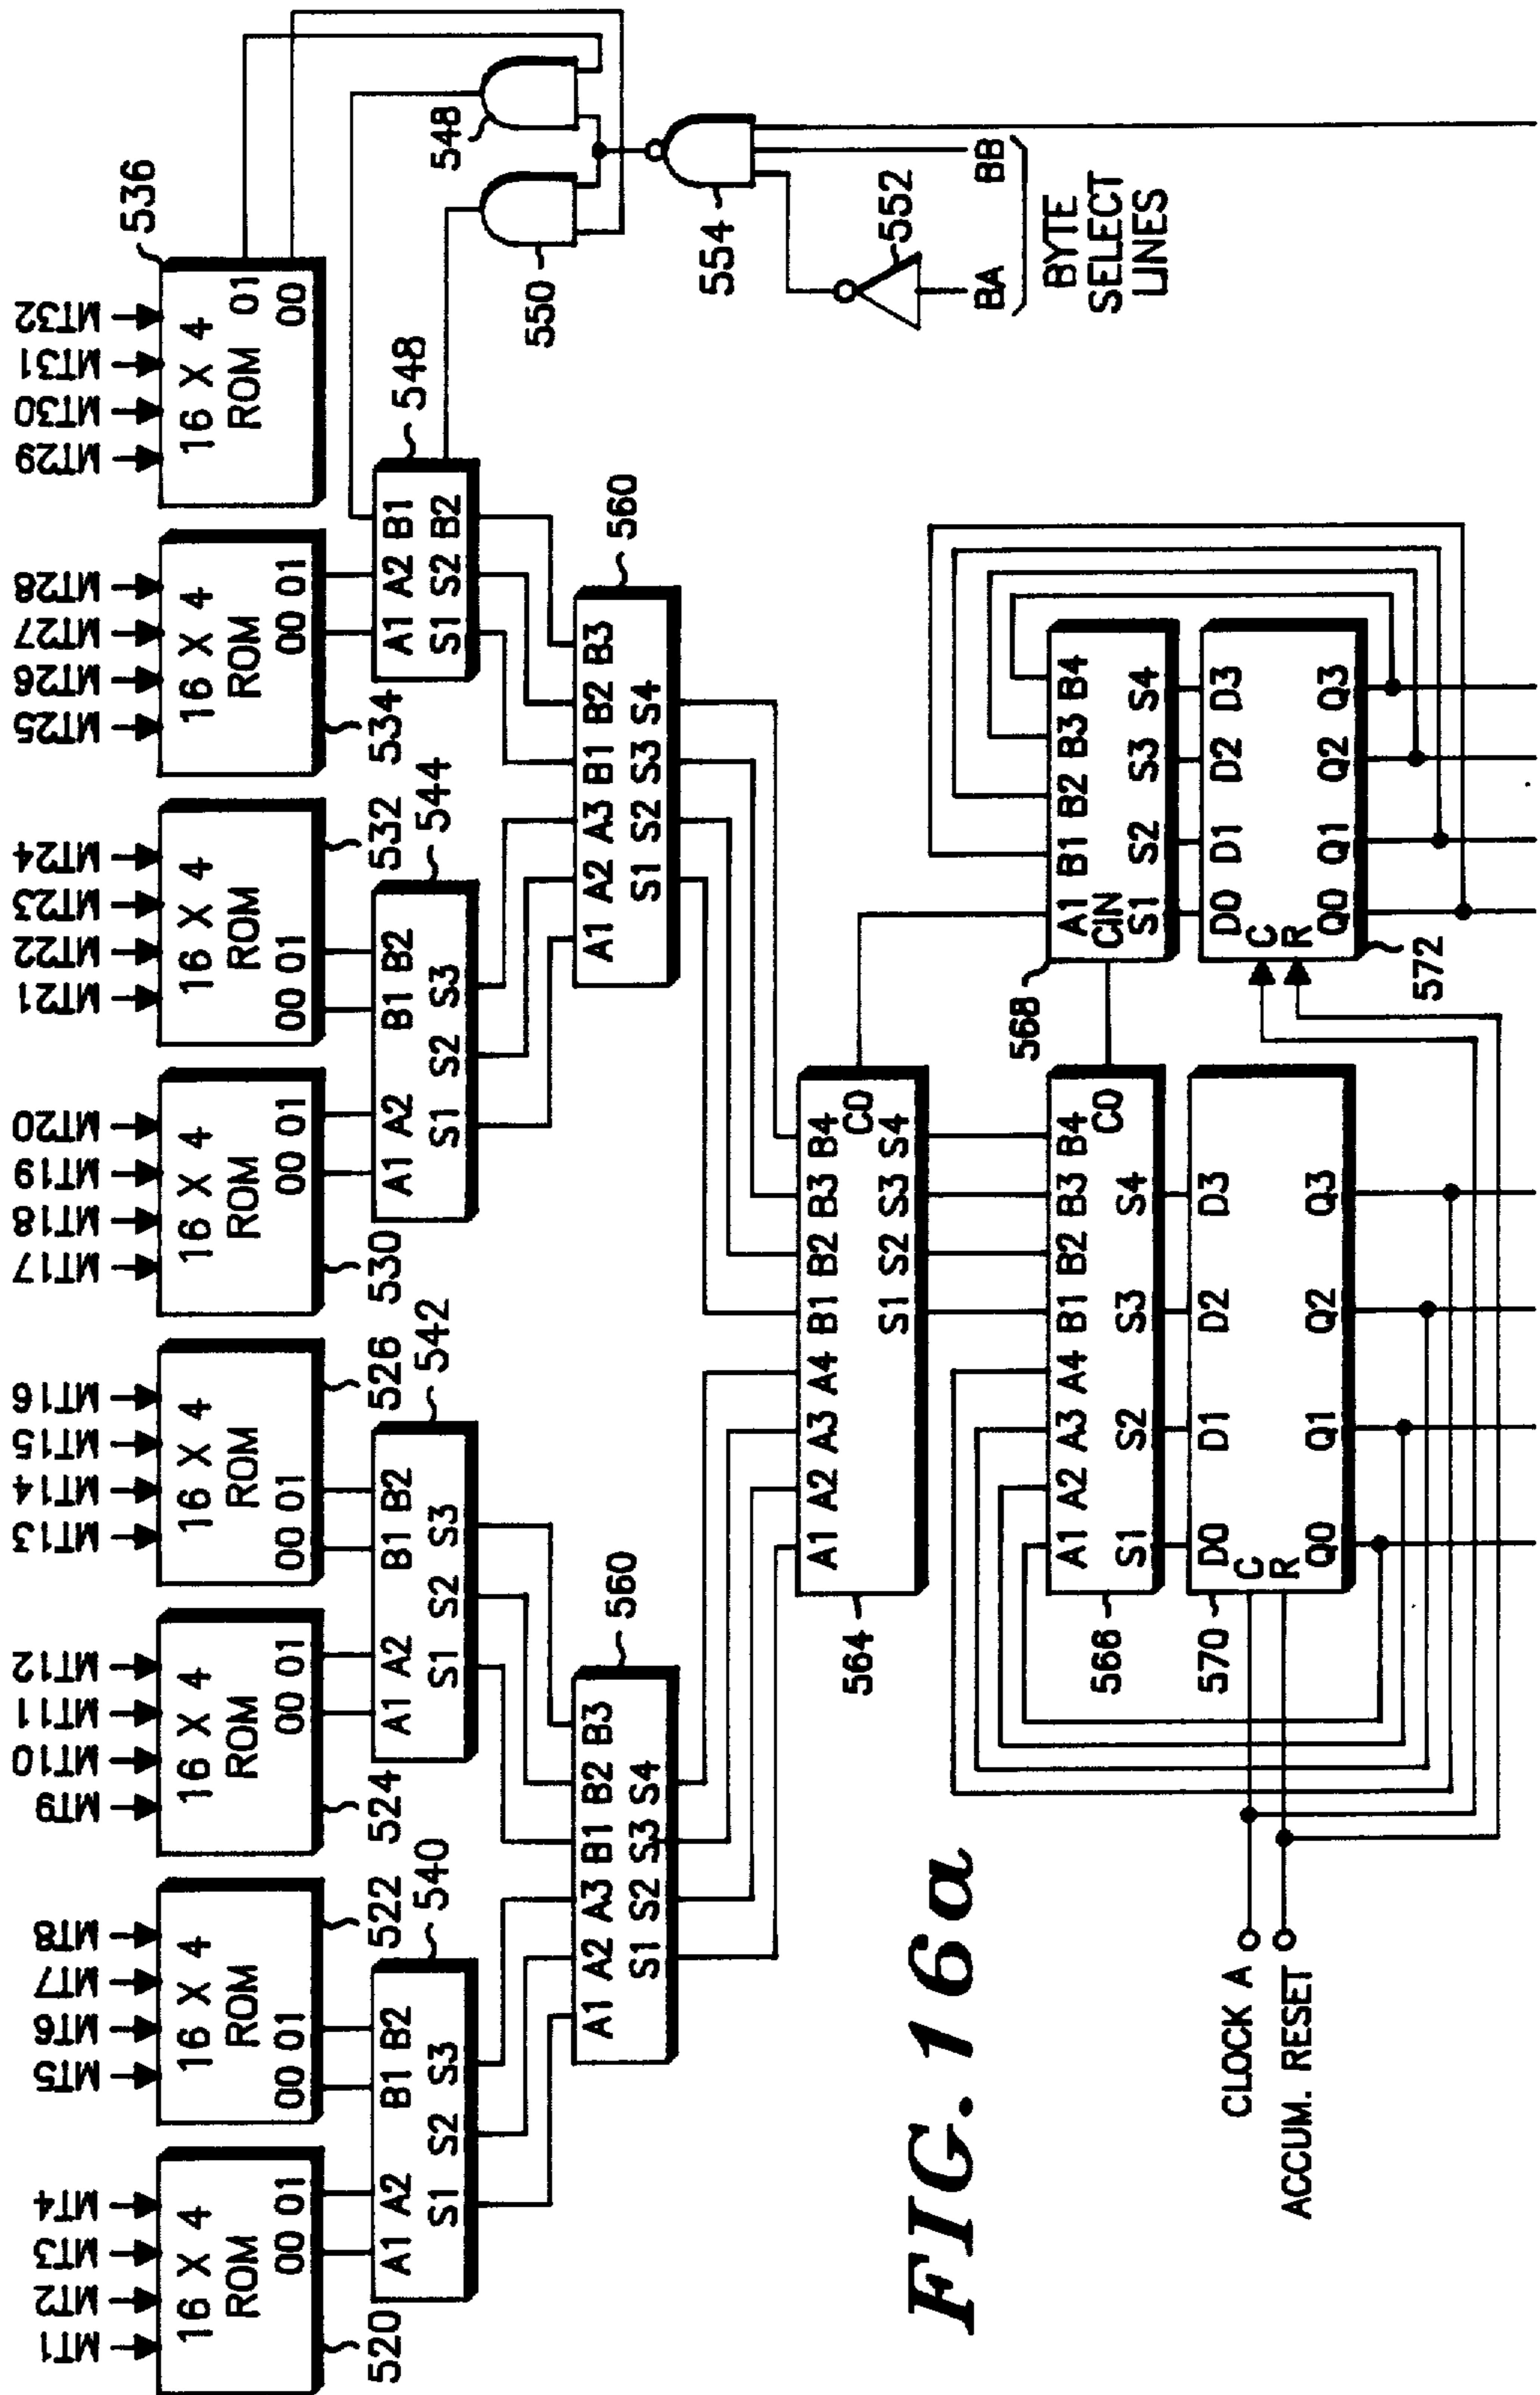 MT1 MT2 MT3 MT4
MT5 MT6 MT7 MT8
MT9 MT10 MT11 MT12
MT13 MT14 MT15 MT16
MT17 MT18 MT19 MT20
MT21 MT22 MT23 MT24
MT25 MT26 MT27 MT28
MT29 MT30 MT31 MT32
16 X 4
ROM
00 01
520
16 X 4
ROM
00 01
522
16 X 4
ROM
00 01
524
16 X 4
ROM
00 01
526
16 X 4
ROM
00 01
530
16 X 4
ROM
00 01
532
16 X 4
ROM
00 01
534
16 X 4
ROM 01
00
536
A1 A2 B1 B2
S1 S2 S3
540
A1 A2 B1 B2
S1 S2 S3
542
A1 A2 B1 B2
S1 S2 S3
544
A1 A2 B1
S1 S2 B2
548
548
550
554
552
BA BB
BYTE
SELECT
LINES
A1 A2 A3 B1 B2 B3
S1 S2 S3 S4
560
A1 A2 A3 B1 B2 B3
S1 S2 S3 S4
560
A1 A2 A3 A4 B1 B2 B3 B4
CO
S1 S2 S3 S4
564
A1 A2 A3 A4 B1 B2 B3 B4
CO
S1 S2 S3 S4
566
A1 B1 B2 B3 B4
CIN
S1 S2 S3 S4
568
D0 D1 D2 D3
C
R
Q0 Q1 Q2 Q3
570
D0 D1 D2 D3
C
R
Q0 Q1 Q2 Q3
572
CLOCK A
ACCUM. RESET
FIG. 16a